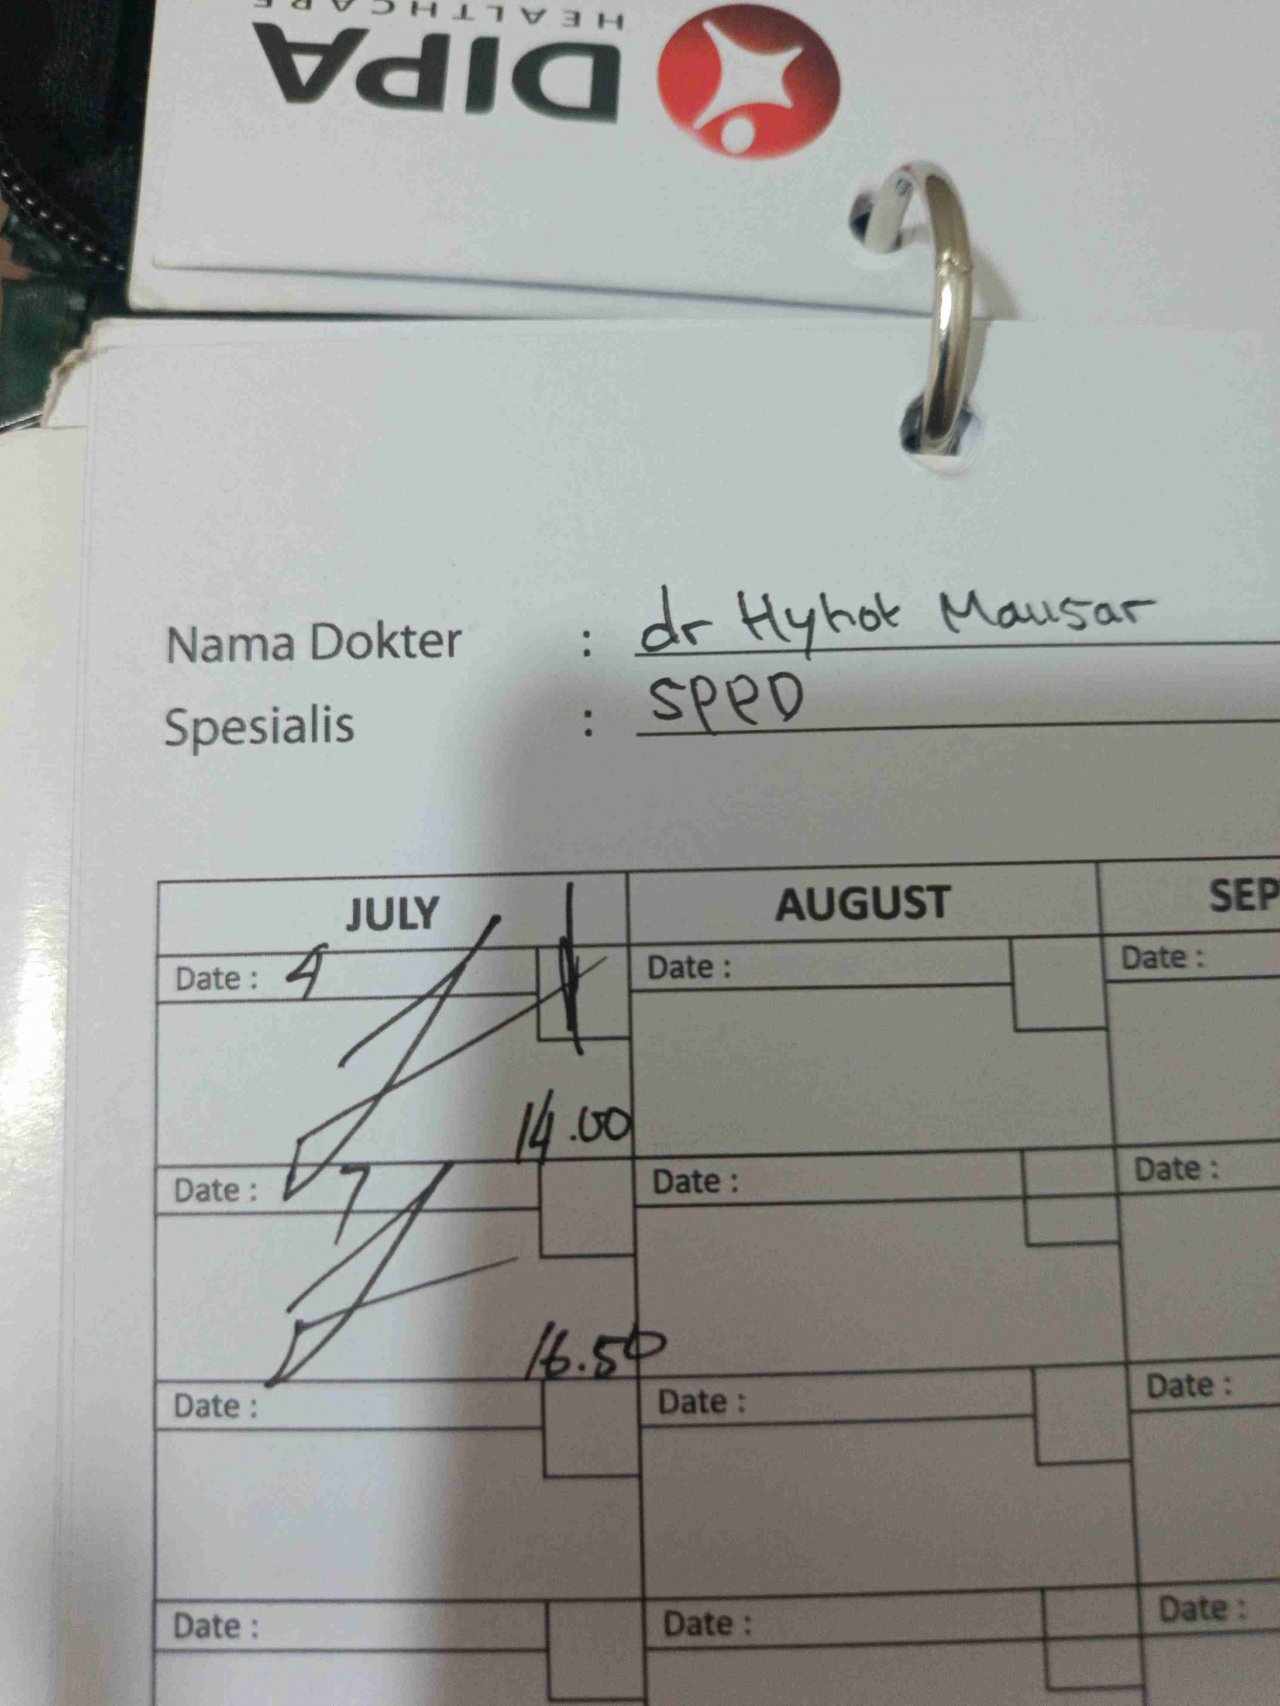 DIPA
HEALTHCARE
Nama Dokter : dr Hyhot Mausar
Spesialis : SPPD
JULY AUGUST SEP
Date : 4 Date : Date :
14.00
Date : 7 Date : Date :
16.50
Date : Date : Date :
Date : Date : Date :